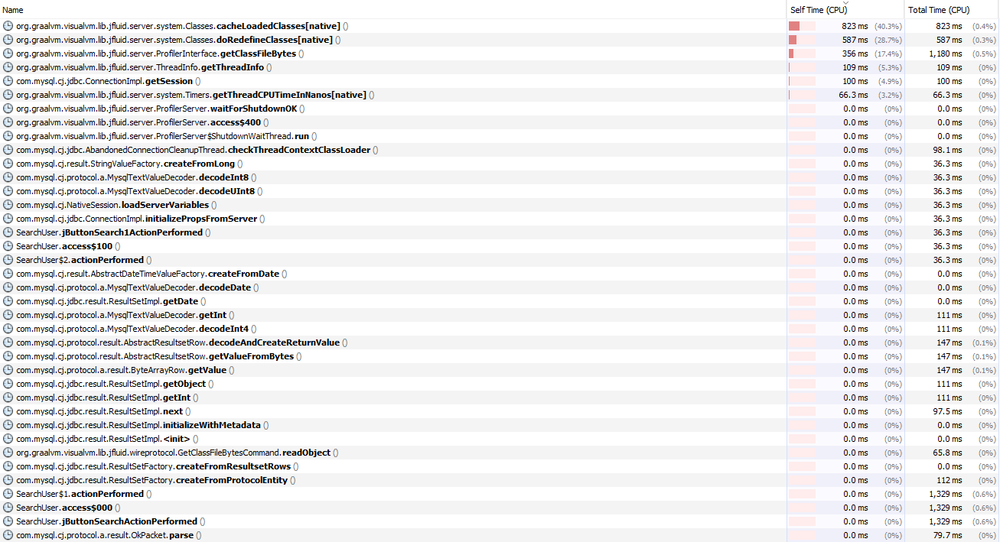 Name Self Time (CPU) Total Time (CPU)
org.graalvm.visualvm.lib.jfluid.server.system.Classes.cacheLoadedClasses[native] () 823 ms (40.3%) 823 ms (0.4%)
org.graalvm.visualvm.lib.jfluid.server.system.Classes.doRedefineClasses[native] () 587 ms (28.7%) 587 ms (0.3%)
org.graalvm.visualvm.lib.jfluid.server.ProfilerInterface.getClassFileBytes () 356 ms (17.4%) 1,180 ms (0.5%)
org.graalvm.visualvm.lib.jfluid.server.ThreadInfo.getThreadInfo () 109 ms (5.3%) 109 ms (0%)
com.mysql.cj.jdbc.ConnectionImpl.getSession () 100 ms (4.9%) 100 ms (0%)
org.graalvm.visualvm.lib.jfluid.server.system.Timers.getThreadCPUTimeInNanos[native] () 66.3 ms (3.2%) 66.3 ms (0%)
org.graalvm.visualvm.lib.jfluid.server.ProfilerServer.waitForShutdownOK () 0.0 ms (0%) 0.0 ms (0%)
org.graalvm.visualvm.lib.jfluid.server.ProfilerServer.access$400 () 0.0 ms (0%) 0.0 ms (0%)
org.graalvm.visualvm.lib.jfluid.server.ProfilerServer$ShutdownWaitThread.run () 0.0 ms (0%) 0.0 ms (0%)
com.mysql.cj.jdbc.AbandonedConnectionCleanupThread.checkThreadContextClassLoader () 0.0 ms (0%) 98.1 ms (0%)
com.mysql.cj.result.StringValueFactory.createFromLong () 0.0 ms (0%) 36.3 ms (0%)
com.mysql.cj.protocol.a.MysqlTextValueDecoder.decodeInt8 () 0.0 ms (0%) 36.3 ms (0%)
com.mysql.cj.protocol.a.MysqlTextValueDecoder.decodeUInt8 () 0.0 ms (0%) 36.3 ms (0%)
com.mysql.cj.NativeSession.loadServerVariables () 0.0 ms (0%) 36.3 ms (0%)
com.mysql.cj.jdbc.ConnectionImpl.initializePropsFromServer () 0.0 ms (0%) 36.3 ms (0%)
SearchUser.jButtonSearch1ActionPerformed () 0.0 ms (0%) 36.3 ms (0%)
SearchUser.access$100 () 0.0 ms (0%) 36.3 ms (0%)
SearchUser$2.actionPerformed () 0.0 ms (0%) 36.3 ms (0%)
com.mysql.cj.result.AbstractDateTimeValueFactory.createFromDate () 0.0 ms (0%) 0.0 ms (0%)
com.mysql.cj.protocol.a.MysqlTextValueDecoder.decodeDate () 0.0 ms (0%) 0.0 ms (0%)
com.mysql.cj.jdbc.result.ResultSetImpl.getDate () 0.0 ms (0%) 0.0 ms (0%)
com.mysql.cj.protocol.a.MysqlTextValueDecoder.getInt () 0.0 ms (0%) 111 ms (0%)
com.mysql.cj.protocol.a.MysqlTextValueDecoder.decodeInt4 () 0.0 ms (0%) 111 ms (0%)
com.mysql.cj.protocol.result.AbstractResultsetRow.decodeAndCreateReturnValue () 0.0 ms (0%) 147 ms (0.1%)
com.mysql.cj.protocol.result.AbstractResultsetRow.getValueFromBytes () 0.0 ms (0%) 147 ms (0.1%)
com.mysql.cj.protocol.a.result.ByteArrayRow.getValue () 0.0 ms (0%) 147 ms (0.1%)
com.mysql.cj.jdbc.result.ResultSetImpl.getObject () 0.0 ms (0%) 111 ms (0%)
com.mysql.cj.jdbc.result.ResultSetImpl.getInt () 0.0 ms (0%) 111 ms (0%)
com.mysql.cj.jdbc.result.ResultSetImpl.next () 0.0 ms (0%) 97.5 ms (0%)
com.mysql.cj.jdbc.result.ResultSetImpl.initializeWithMetadata () 0.0 ms (0%) 0.0 ms (0%)
com.mysql.cj.jdbc.result.ResultSetImpl.<init> () 0.0 ms (0%) 0.0 ms (0%)
org.graalvm.visualvm.lib.jfluid.wireprotocol.GetClassFileBytesCommand.readObject () 0.0 ms (0%) 65.8 ms (0%)
com.mysql.cj.jdbc.result.ResultSetFactory.createFromResultsetRows () 0.0 ms (0%) 0.0 ms (0%)
com.mysql.cj.jdbc.result.ResultSetFactory.createFromProtocolEntity () 0.0 ms (0%) 112 ms (0%)
SearchUser$1.actionPerformed () 0.0 ms (0%) 1,329 ms (0.6%)
SearchUser.access$000 () 0.0 ms (0%) 1,329 ms (0.6%)
SearchUser.jButtonSearchActionPerformed () 0.0 ms (0%) 1,329 ms (0.6%)
com.mysql.cj.protocol.a.result.OkPacket.parse () 0.0 ms (0%) 79.7 ms (0%)